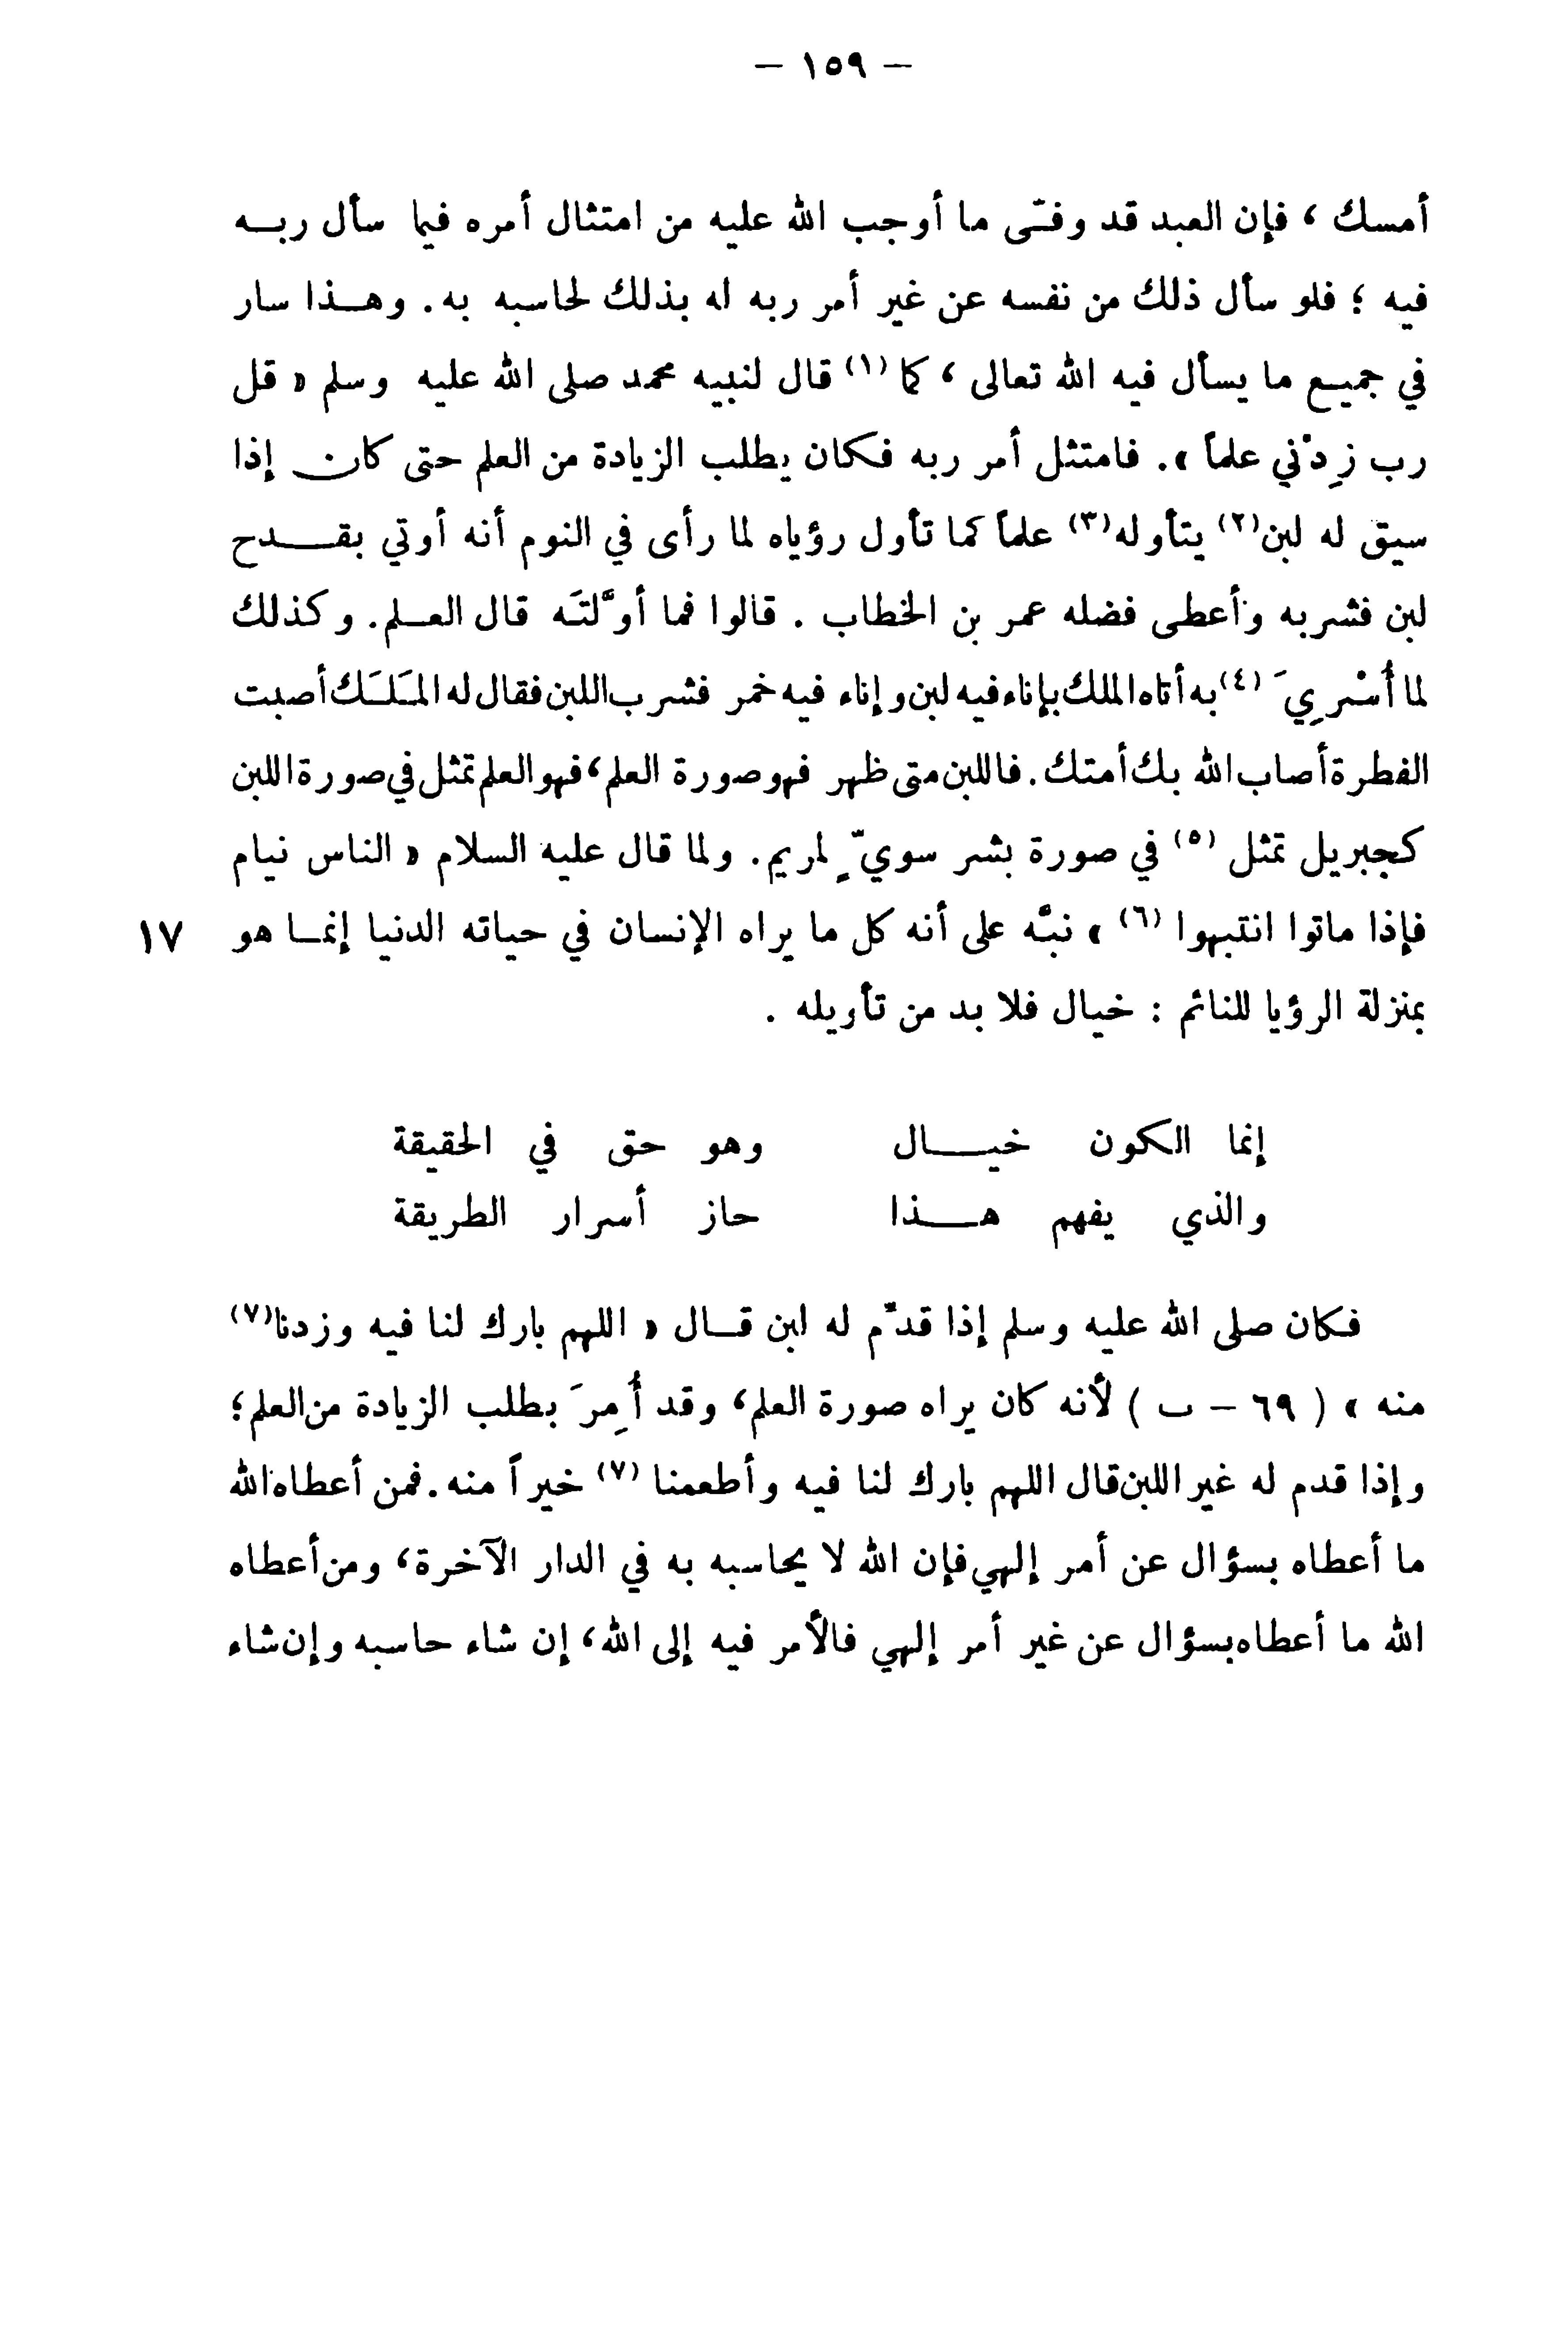 – ١٥٩ –
أمسك ، فإن العبد قد وفـّى ما أوجب الله عليه من امتثال أمره فيما سأل ربـه
فيه ؛ فلو سأل ذلك من نفسه عن غير أمر ربه له بذلك لحاسبه به. وهـذا سار
في جميـع ما يسأل فيه الله تعالى ، كما (١) قال لنبيه محمد صلى الله عليه وسلم « قل
رب زِدْني علماً ». فامتثل أمر ربه فكان يطلب الزيادة من العلم حتى كان إذا
سيق له لبن(٢) يتأوله(٣) علماً كما تأول رؤياه لما رأى في النوم أنه أوتي بقـدح
لبن فشربه وأعطى فضله عمر بن الخطاب . قالوا فما أوَّلتَه قال العـلم. وكذلك
لما أُسْرِيَ (٤)به أتاه الملك بإناء فيه لبن وإناء فيه خمر فشرب اللبن فقال له المَلَك أصبت
الفطرة أصاب الله بك أمتك. فاللبن متى ظهر فهو صورة العلم، فهو العلم تمثل في صورة اللبن
كجبريل تمثل (٥) في صورة بشر سويّ ٍ لمريم. ولما قال عليه السلام « الناس نيام
فإذا ماتوا انتبهوا (٦) » نبَّه على أنه كل ما يراه الإنسان في حياته الدنيا إنمـا هو ١٧
بمنزلة الرؤيا للنائم : خيال فلا بد من تأويله .
إنما الكون خيـال وهو حق في الحقيقة
والذي يفهم هـذا حاز أسرار الطريقة
فكان صلى الله عليه وسلم إذا قدّم له لبن قـال « اللهم بارك لنا فيه وزدنا(٧)
منه » ( ٦٩ – ب ) لأنه كان يراه صورة العلم، وقد أُمِرَ بطلب الزيادة من العلم؛
وإذا قدم له غير اللبن قال اللهم بارك لنا فيه وأطعمنا (٧) خيراً منه. فمن أعطاه الله
ما أعطاه بسؤال عن أمر إلهي فإن الله لا يحاسبه به في الدار الآخرة، ومن أعطاه
الله ما أعطاه بسؤال عن غير أمر إلهي فالأمر فيه إلى الله، إن شاء حاسبه وإن شاء